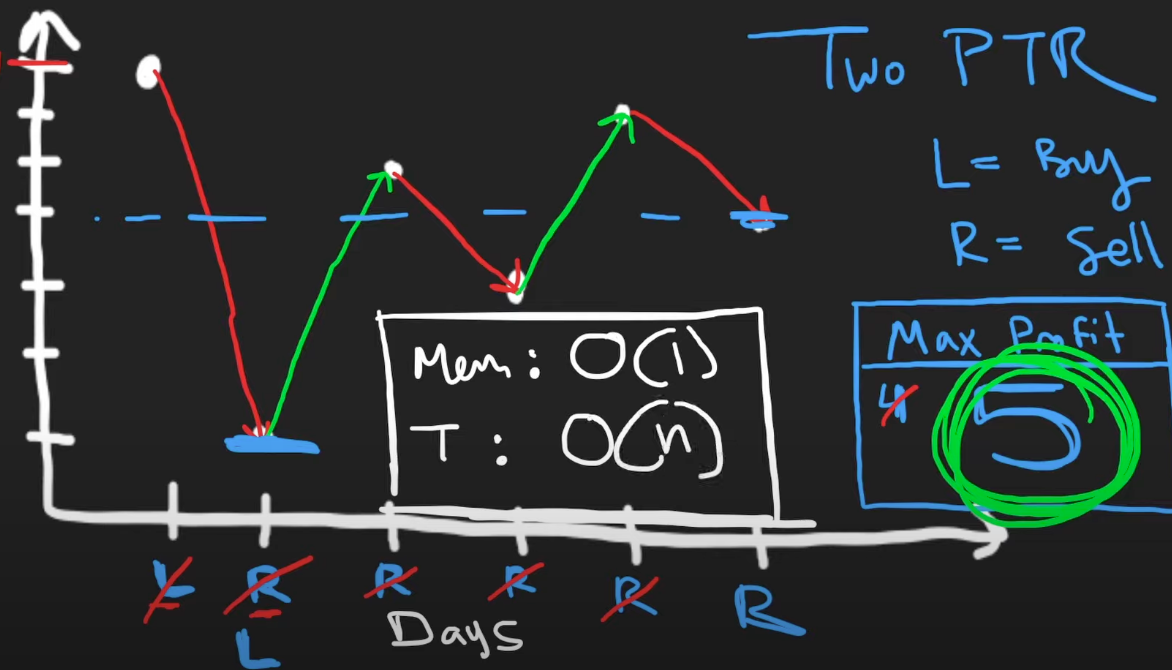 Two PTR
L= Buy
R= Sell
Mem: O(1)
T: O(n)
Max Profit
4 5
L R R R R R
L
Days